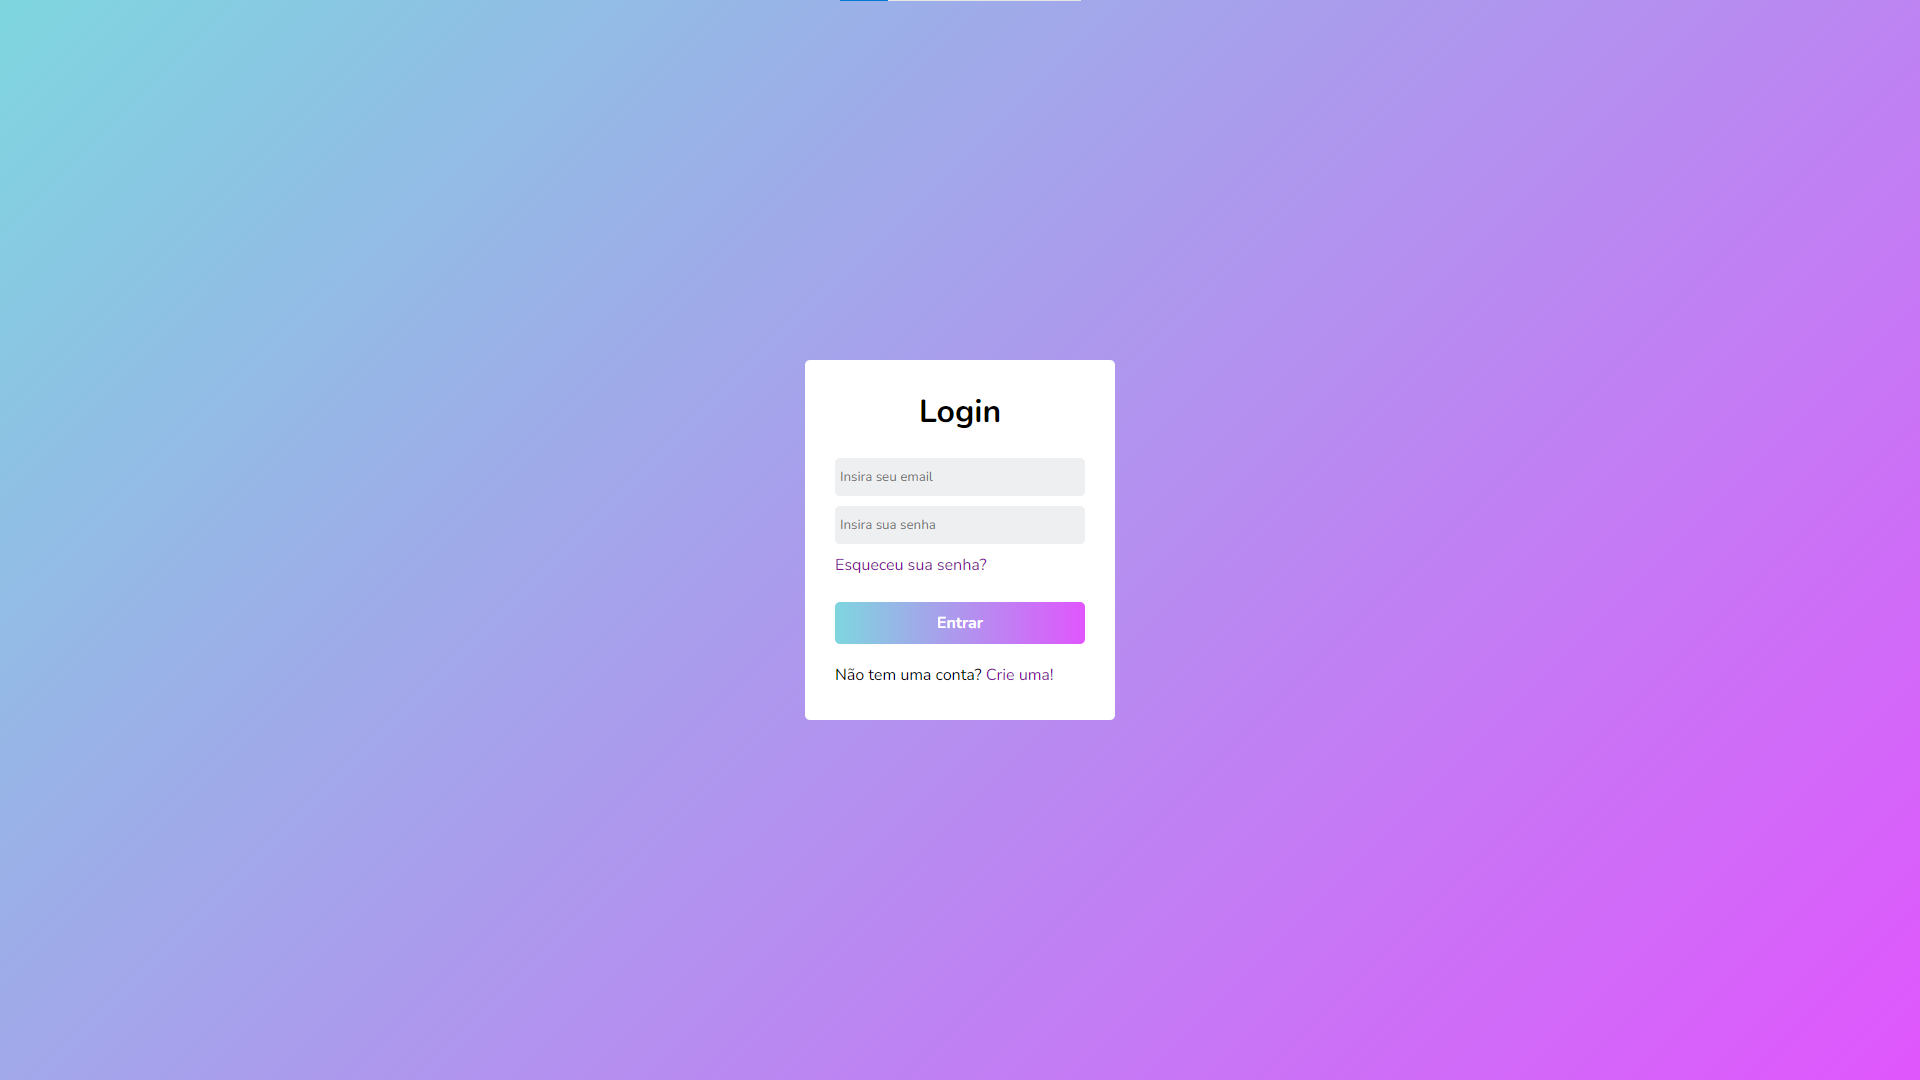 Login
Insira seu email
Insira sua senha
Esqueceu sua senha?
Entrar
Não tem uma conta? Crie uma!